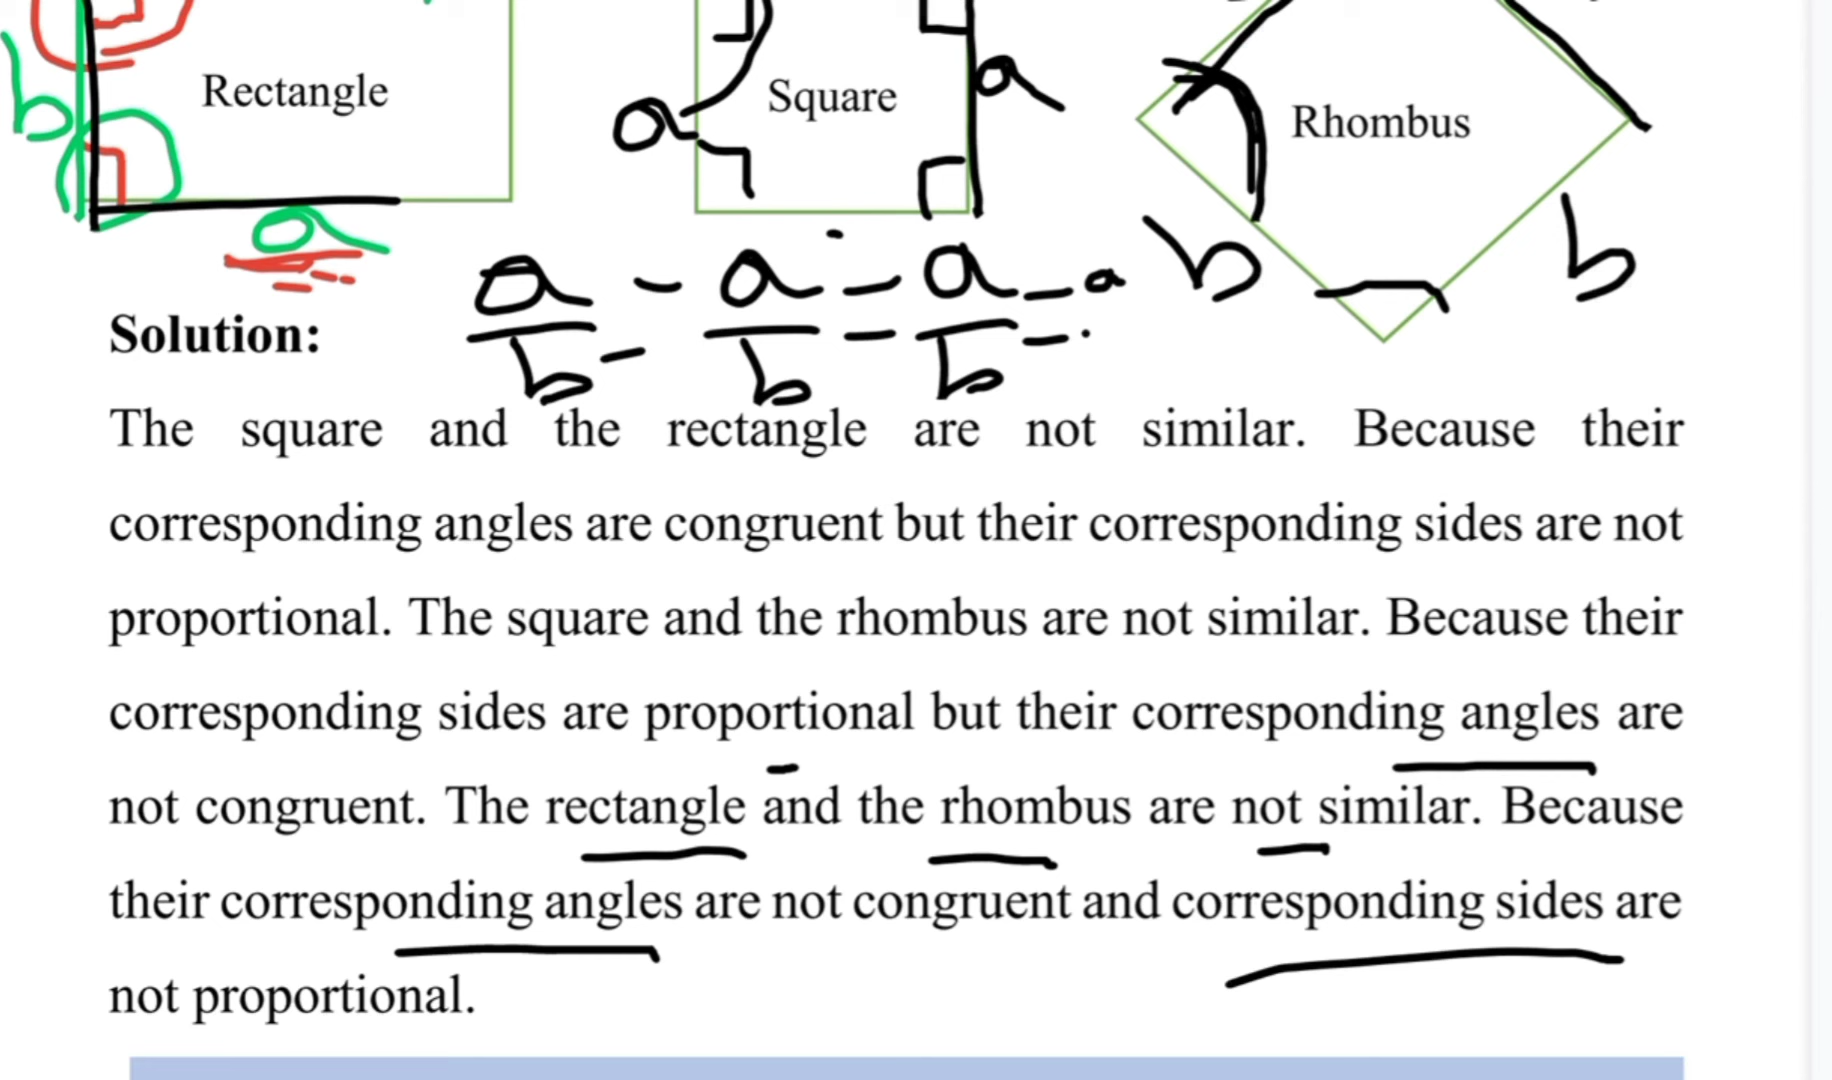 b
Rectangle
a
Square
a
Rhombus
a
a - a = a - a
b - b = b = .
b
b
Solution:
The square and the rectangle are not similar. Because their
corresponding angles are congruent but their corresponding sides are not
proportional. The square and the rhombus are not similar. Because their
corresponding sides are proportional but their corresponding angles are
not congruent. The rectangle and the rhombus are not similar. Because
their corresponding angles are not congruent and corresponding sides are
not proportional.